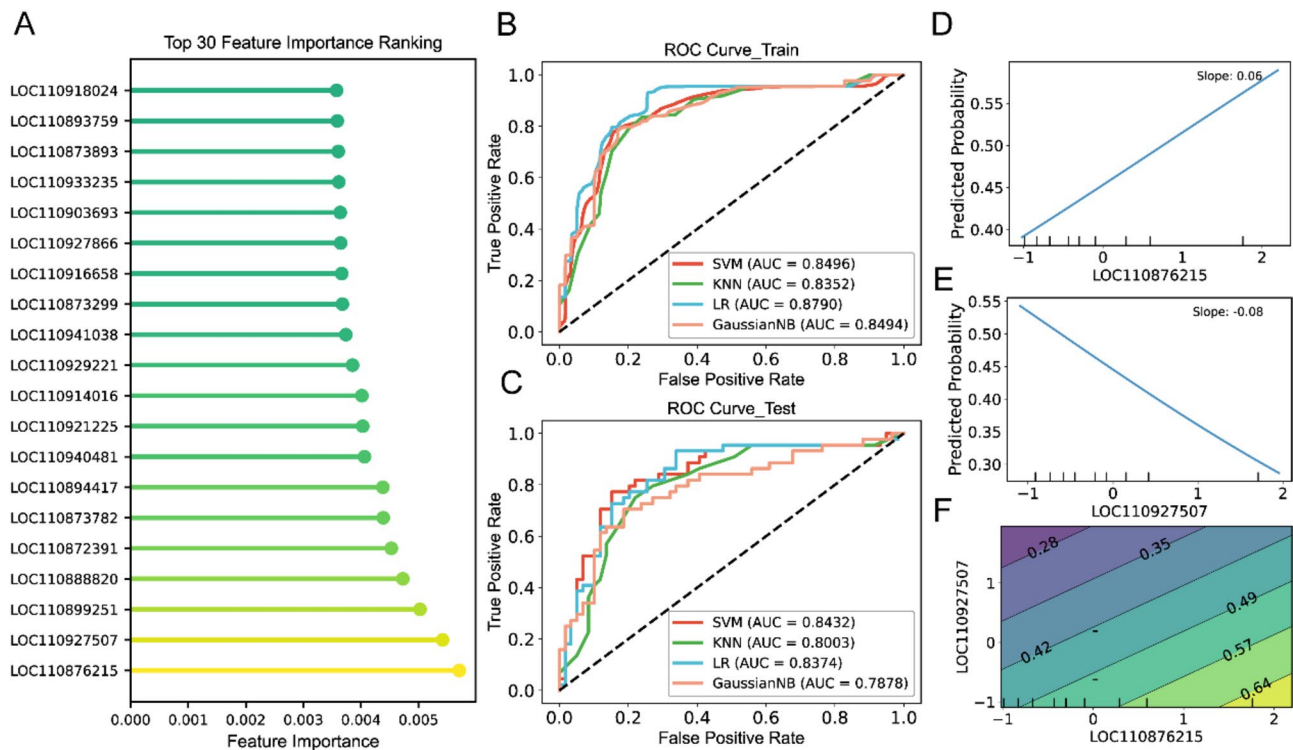 A
Top 30 Feature Importance Ranking
LOC110918024
LOC110893759
LOC110873893
LOC110933235
LOC110903693
LOC110927866
LOC110916658
LOC110873299
LOC110941038
LOC110929221
LOC110914016
LOC110921225
LOC110940481
LOC110894417
LOC110873782
LOC110872391
LOC110888820
LOC110899251
LOC110927507
LOC110876215
0.000 0.001 0.002 0.003 0.004 0.005
Feature Importance
B
ROC Curve_Train
True Positive Rate
1.0
0.8
0.6
0.4
0.2
0.0
SVM (AUC = 0.8496)
KNN (AUC = 0.8352)
LR (AUC = 0.8790)
GaussianNB (AUC = 0.8494)
0.0 0.2 0.4 0.6 0.8 1.0
False Positive Rate
C
ROC Curve_Test
True Positive Rate
1.0
0.8
0.6
0.4
0.2
0.0
SVM (AUC = 0.8432)
KNN (AUC = 0.8003)
LR (AUC = 0.8374)
GaussianNB (AUC = 0.7878)
0.0 0.2 0.4 0.6 0.8 1.0
False Positive Rate
D
Slope: 0.06
Predicted Probability
0.55
0.50
0.45
0.40
−1 0 1 2
LOC110876215
E
Slope: -0.08
Predicted Probability
0.55
0.50
0.45
0.40
0.35
0.30
−1 0 1 2
LOC110927507
F
LOC110927507
1
0
−1
0.28
0.35
0.49
0.42
0.57
0.64
−1 0 1 2
LOC110876215